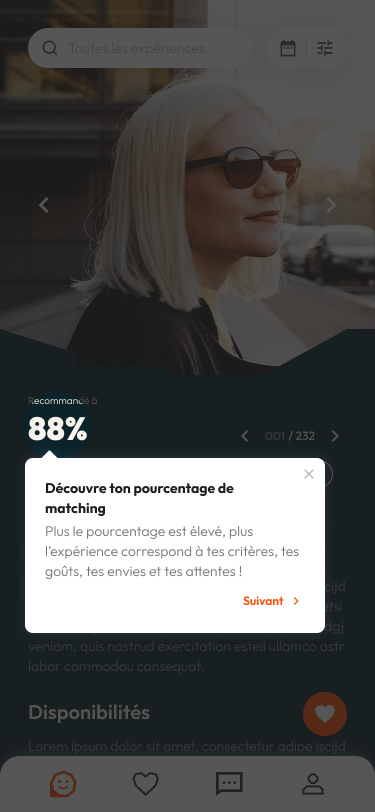 Toutes les expériences
Recommandé à
88%
001 / 232
Découvre ton pourcentage de
matching
Plus le pourcentage est élevé, plus
l'expérience correspond à tes critères, tes
goûts, tes envies et tes attentes !
Suivant
veniam, quis nostrud exercitation esteil ullamco astr
labor commodou consequat.
Disponibilités
Lorem ipsum dolor sit amet, consectetur adipe iscijd